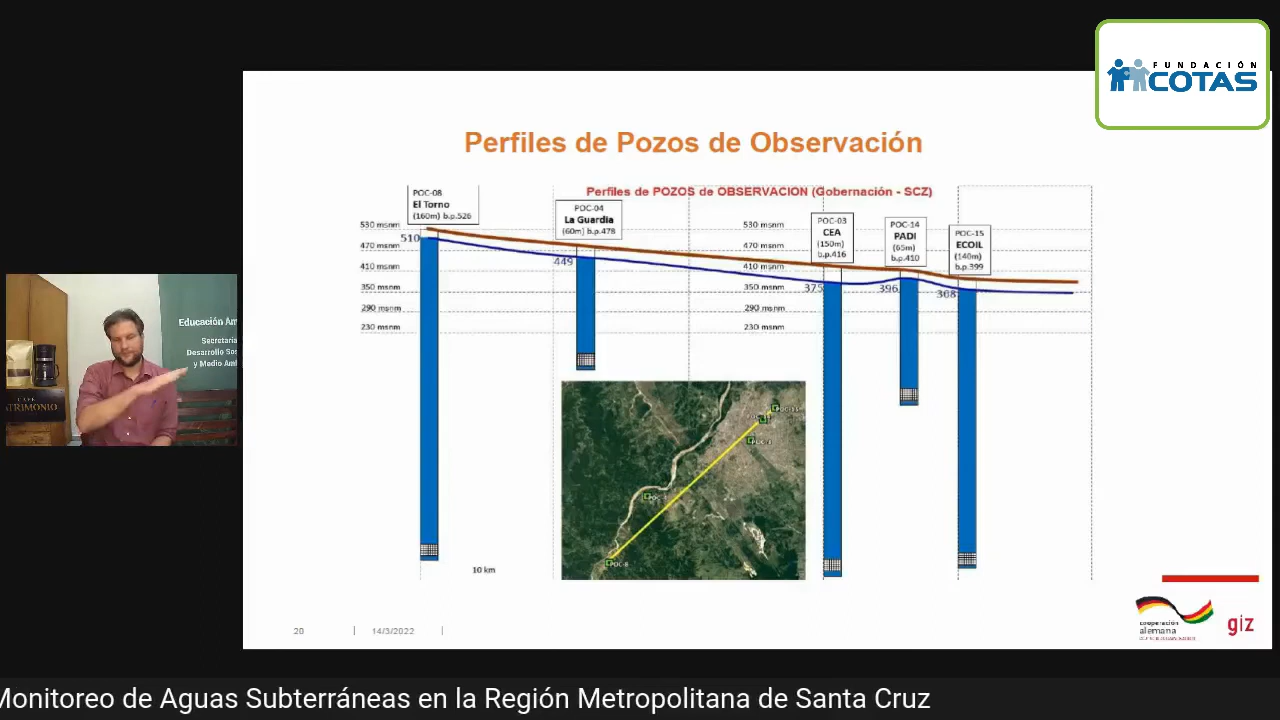 FUNDACIÓN
COTAS
Perfiles de Pozos de Observación
Perfiles de POZOS de OBSERVACION (Gobernación - SCZ)
POC-08
El Torno
(160m) b.p.526
POC-04
La Guardia
(60m) b.p.478
POC-03
CEA
(150m)
b.p.416
POC-14
PADI
(65m)
b.p.410
POC-15
ECOIL
(140m)
b.p.399
530 msnm
470 msnm
410 msnm
350 msnm
290 msnm
230 msnm
530 msnm
470 msnm
410 msnm
350 msnm
290 msnm
230 msnm
510
449
375
396
368
POC-8
10 km
Educación Am
Secretaría
Desarrollo Sos
y Medio Amb
CAFÉ
ATRIMONIO
20
14/3/2022
cooperación
alemana
giz
Monitoreo de Aguas Subterráneas en la Región Metropolitana de Santa Cruz